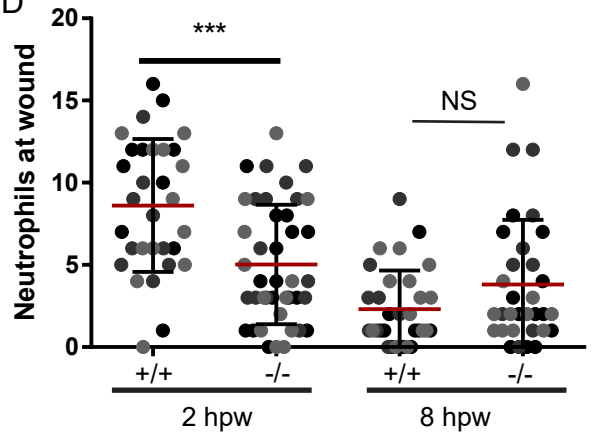 D
Neutrophils at wound
20
15
10
5
0
***
NS
+/+
-/-
+/+
-/-
2 hpw
8 hpw